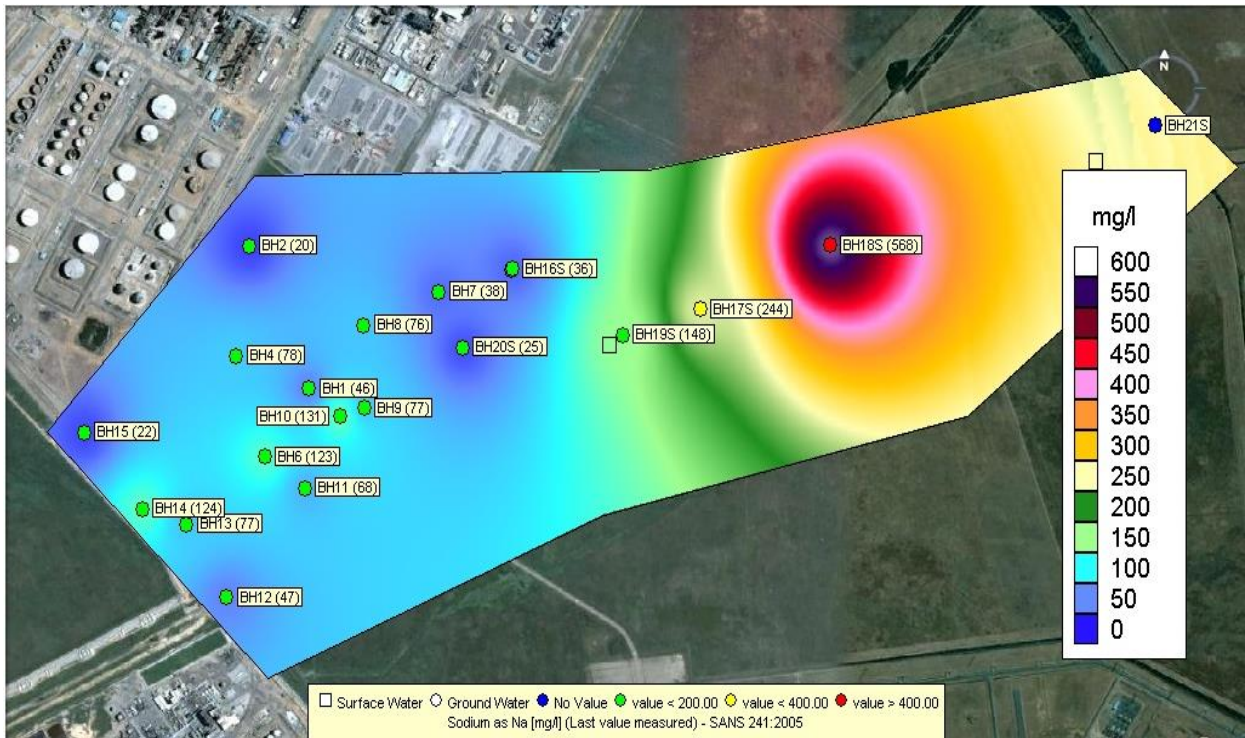 N
BH21S
BH2 (20)
BH18S (568)
BH16S (36)
BH7 (38)
BH17S (244)
BH8 (76)
BH19S (148)
BH20S (25)
BH4 (78)
BH1 (46)
BH9 (77)
BH10 (131)
BH15 (22)
BH6 (123)
BH11 (68)
BH14 (124)
BH13 (77)
BH12 (47)
mg/l
600
550
500
450
400
350
300
250
200
150
100
50
0
Surface Water Ground Water No Value value < 200.00 value < 400.00 value > 400.00
Sodium as Na [mg/l] (Last value measured) - SANS 241:2005